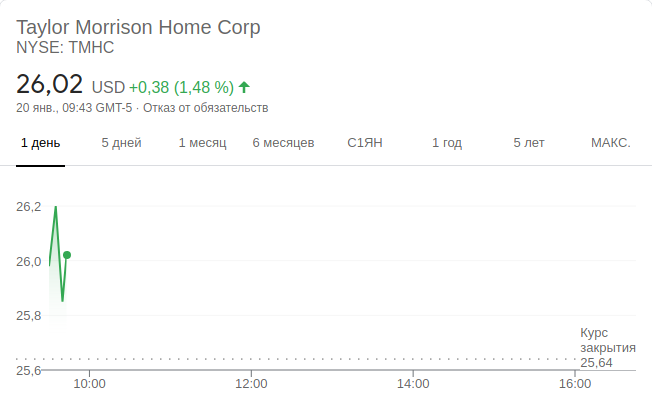 Taylor Morrison Home Corp
NYSE: TMHC
26,02 USD +0,38 (1,48 %)
20 янв., 09:43 GMT-5 · Отказ от обязательств
1 день 5 дней 1 месяц 6 месяцев С1ЯН 1 год 5 лет МАКС.
26,2
26,0
25,8
Курс
закрытия
25,64
25,6
10:00 12:00 14:00 16:00